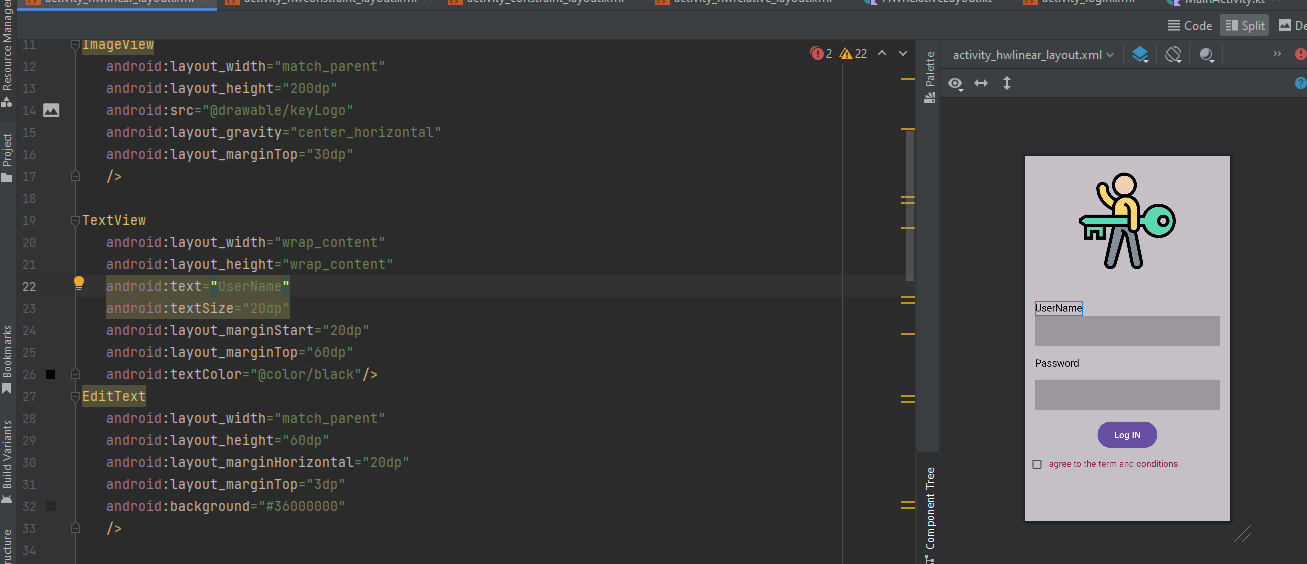 activity_hwlinear_layout.xml
activity_hwconstraint_layout.xml
activity_constraint_layout.xml
activity_hwrelative_layout.xml
HWRelativeLayout.kt
activity_login.xml
MainActivity.kt
Code
Split
De
Resource Manager
Project
Bookmarks
Build Variants
ructure
2 22
11 ImageView
12 android:layout_width="match_parent"
13 android:layout_height="200dp"
14 android:src="@drawable/keyLogo"
15 android:layout_gravity="center_horizontal"
16 android:layout_marginTop="30dp"
17 />
18
19 TextView
20 android:layout_width="wrap_content"
21 android:layout_height="wrap_content"
22 android:text="UserName"
23 android:textSize="20dp"
24 android:layout_marginStart="20dp"
25 android:layout_marginTop="60dp"
26 android:textColor="@color/black"/>
27 EditText
28 android:layout_width="match_parent"
29 android:layout_height="60dp"
30 android:layout_marginHorizontal="20dp"
31 android:layout_marginTop="3dp"
32 android:background="#36000000"
33 />
34
Palette
Component Tree
activity_hwlinear_layout.xml
UserName
Password
Log IN
agree to the term and conditions